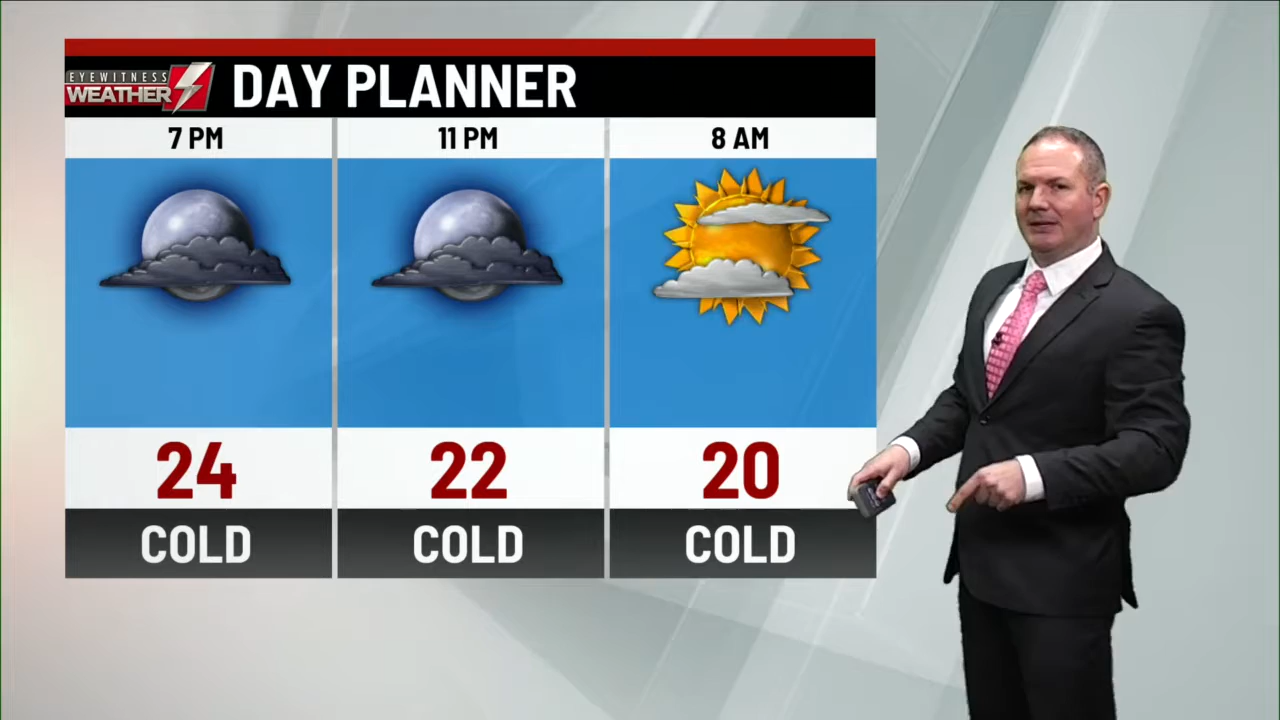 EYEWITNESS
WEATHER
DAY PLANNER
7 PM
11 PM
8 AM
24
22
20
COLD
COLD
COLD